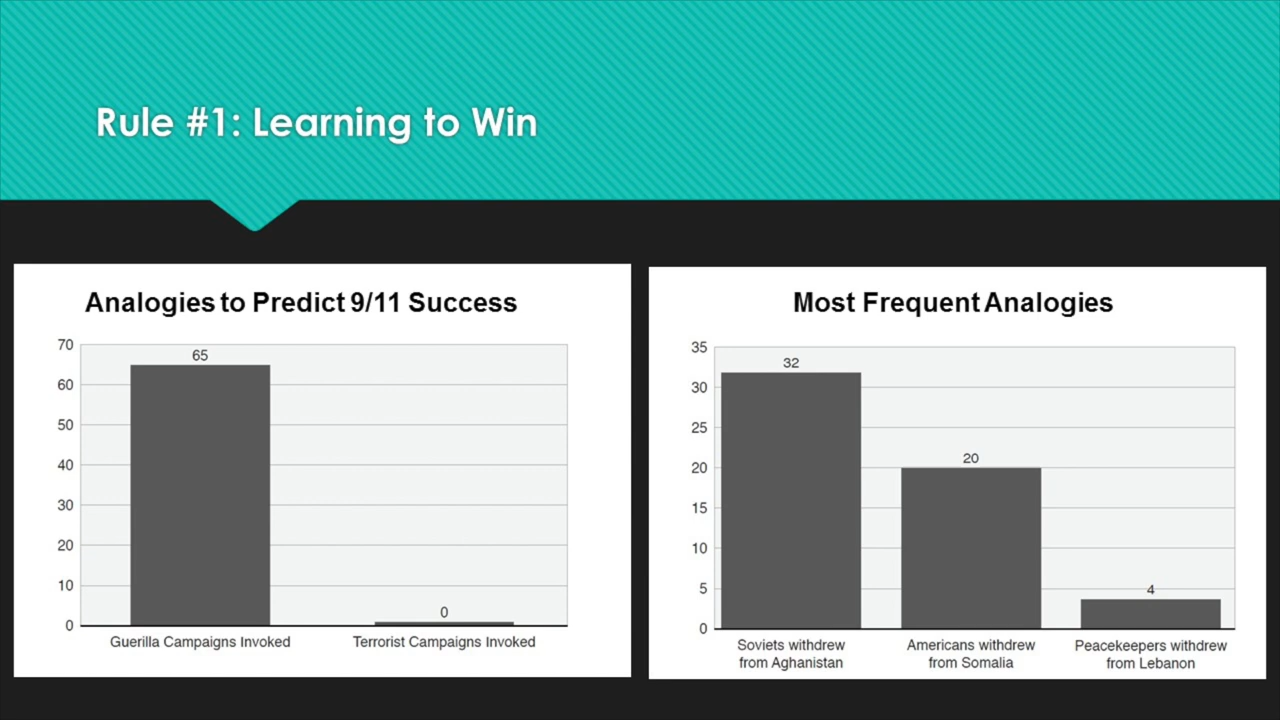 Rule #1: Learning to Win
Analogies to Predict 9/11 Success
70
60
50
40
30
20
10
0
65
0
Guerilla Campaigns Invoked
Terrorist Campaigns Invoked
Most Frequent Analogies
35
30
25
20
15
10
5
0
32
20
4
Soviets withdrew
from Aghanistan
Americans withdrew
from Somalia
Peacekeepers withdrew
from Lebanon